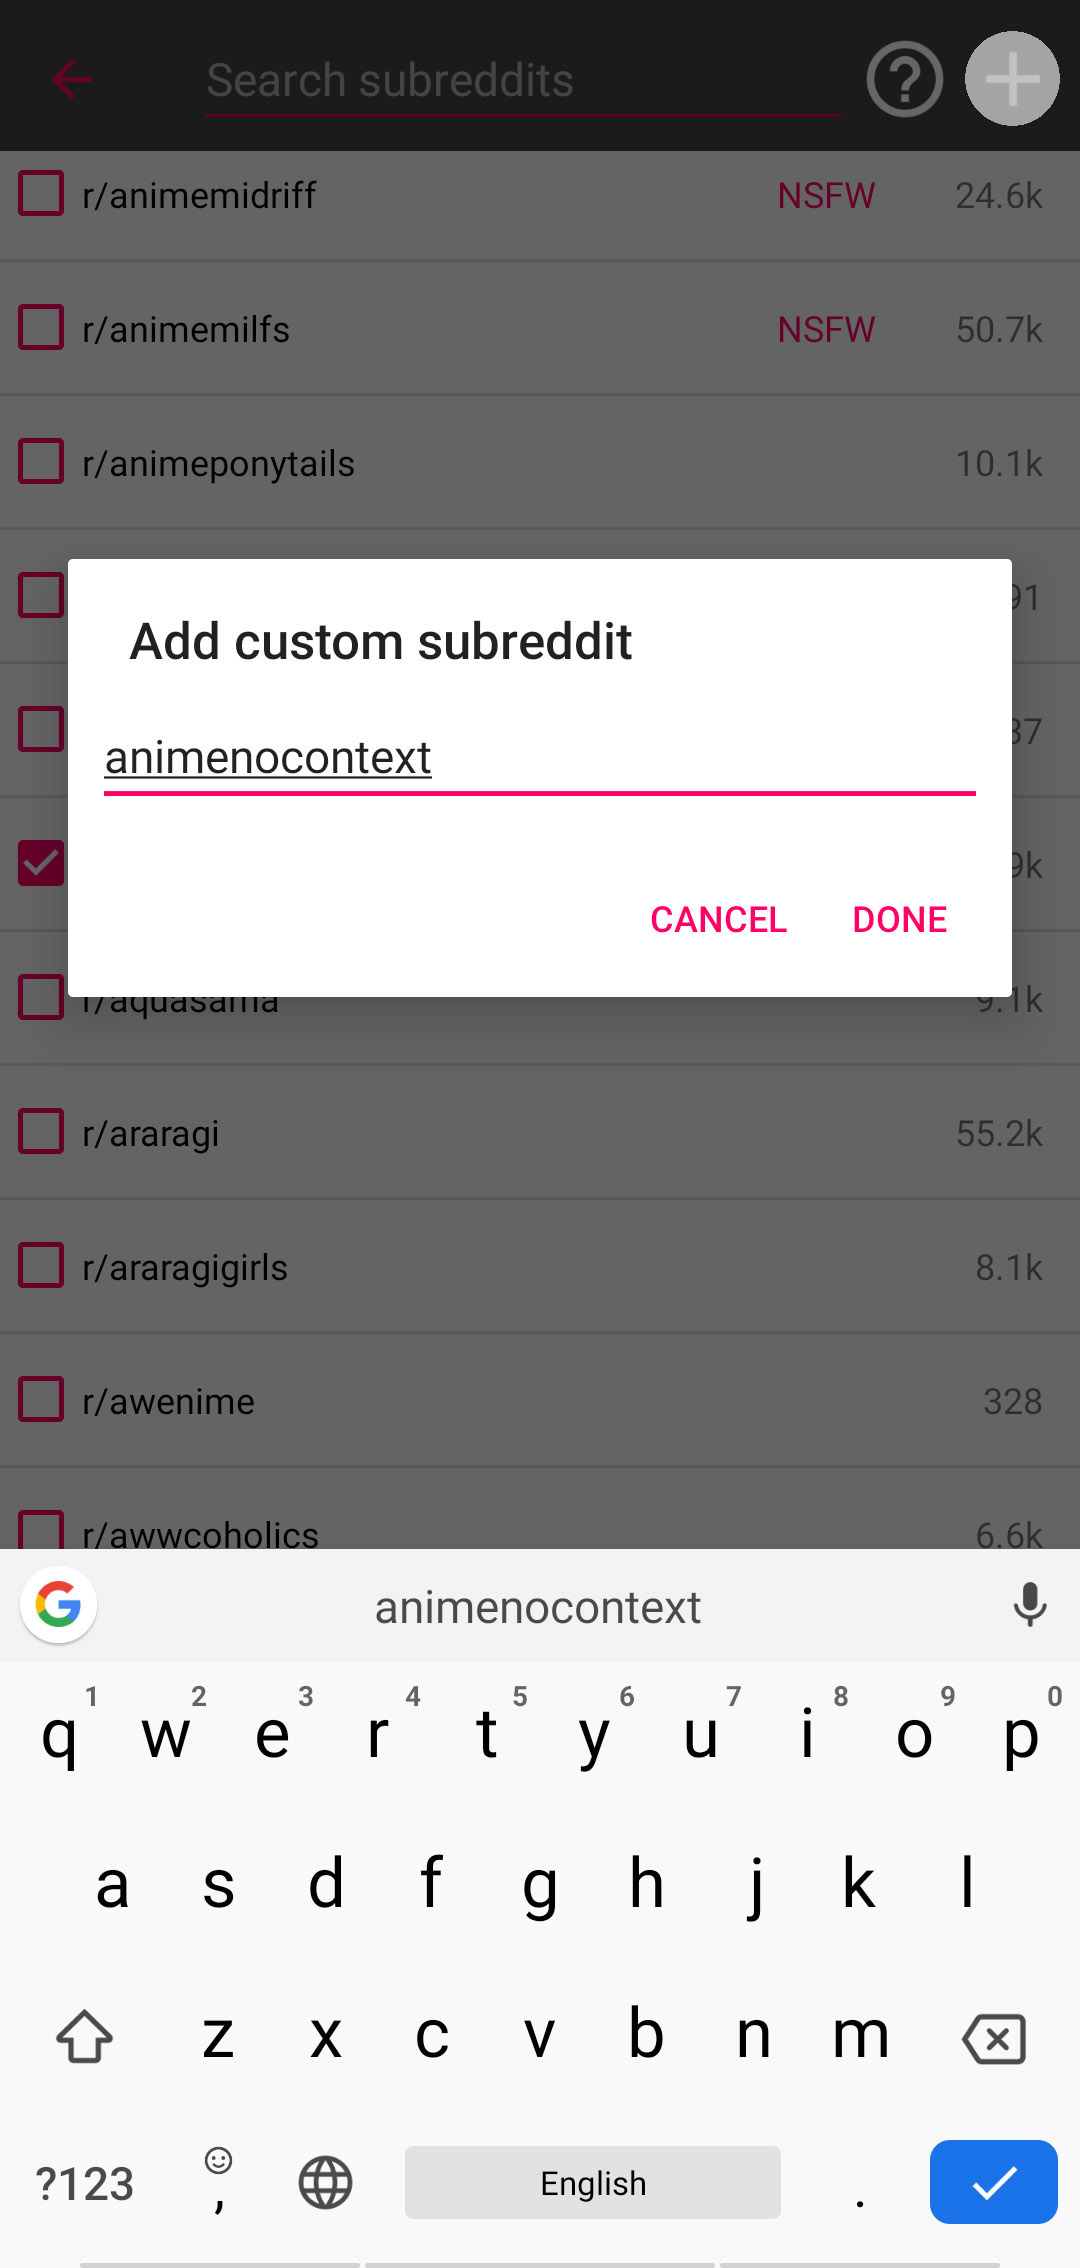 Search subreddits
r/animemidriff NSFW 24.6k
r/animemilfs NSFW 50.7k
r/animeponytails 10.1k
91
Add custom subreddit
37
animenocontext
9k
CANCEL DONE
r/aquasama 9.1k
r/araragi 55.2k
r/araragigirls 8.1k
r/awenime 328
r/awwcoholics 6.6k
animenocontext
1 2 3 4 5 6 7 8 9 0
q w e r t y u i o p
a s d f g h j k l
z x c v b n m
?123 , English .